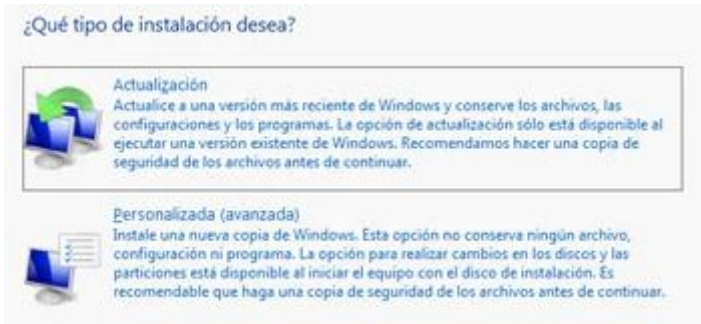 ¿Qué tipo de instalación desea?
Actualización
Actualice a una versión más reciente de Windows y conserve los archivos, las
configuraciones y los programas. La opción de actualización sólo está disponible al
ejecutar una versión existente de Windows. Recomendamos hacer una copia de
seguridad de los archivos antes de continuar.
Personalizada (avanzada)
Instale una nueva copia de Windows. Esta opción no conserva ningún archivo,
configuración ni programa. La opción para realizar cambios en los discos y las
particiones está disponible al iniciar el equipo con el disco de instalación. Es
recomendable que haga una copia de seguridad de los archivos antes de continuar.